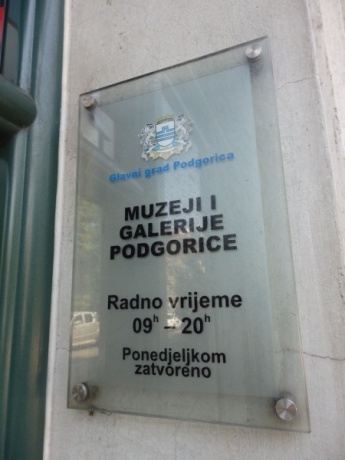 Glavni grad Podgorica
MUZEJI I
GALERIJE
PODGORICE
Radno vrijeme
09h – 20h
Ponedjeljkom
zatvoreno